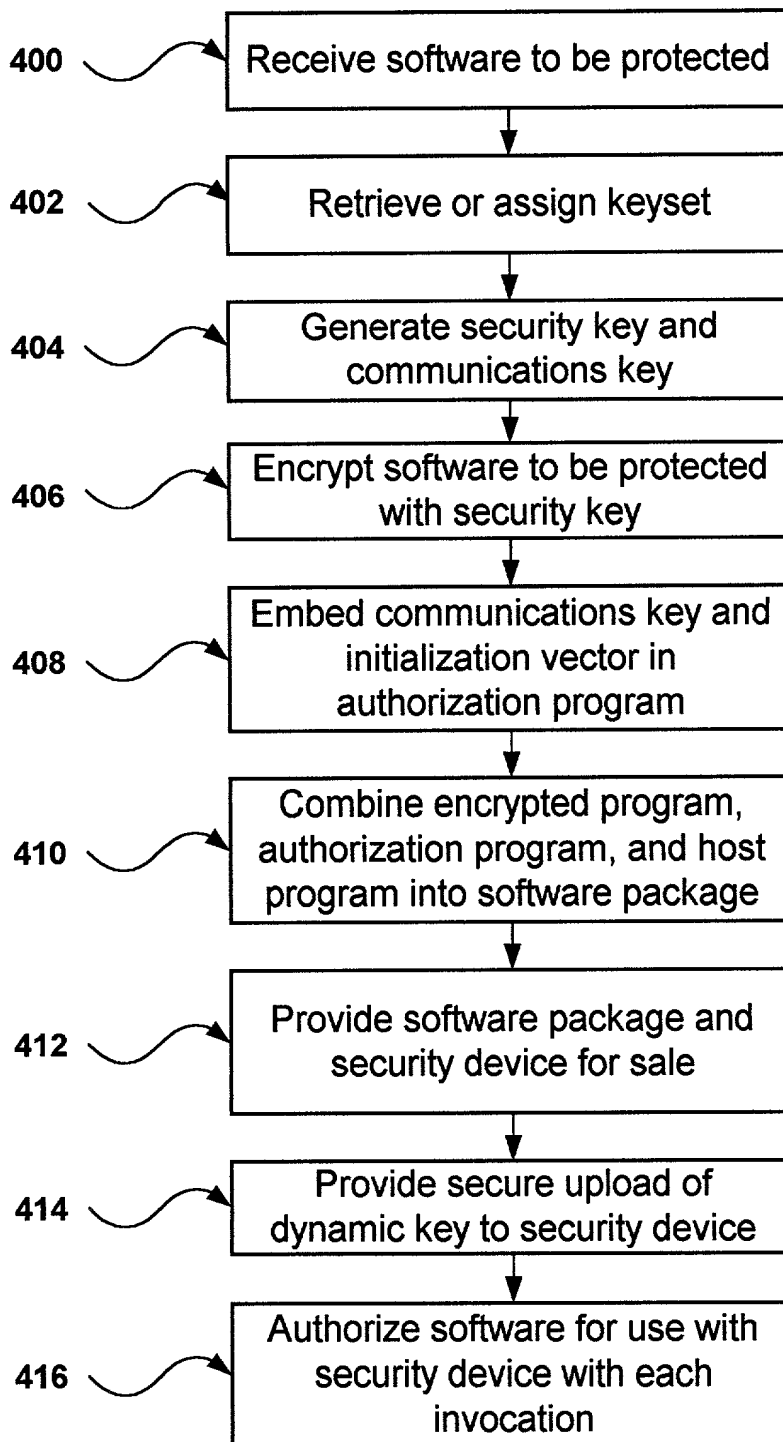 400
Receive software to be protected
402
Retrieve or assign keyset
404
Generate security key and
communications key
406
Encrypt software to be protected
with security key
408
Embed communications key and
initialization vector in
authorization program
410
Combine encrypted program,
authorization program, and host
program into software package
412
Provide software package and
security device for sale
414
Provide secure upload of
dynamic key to security device
416
Authorize software for use with
security device with each
invocation